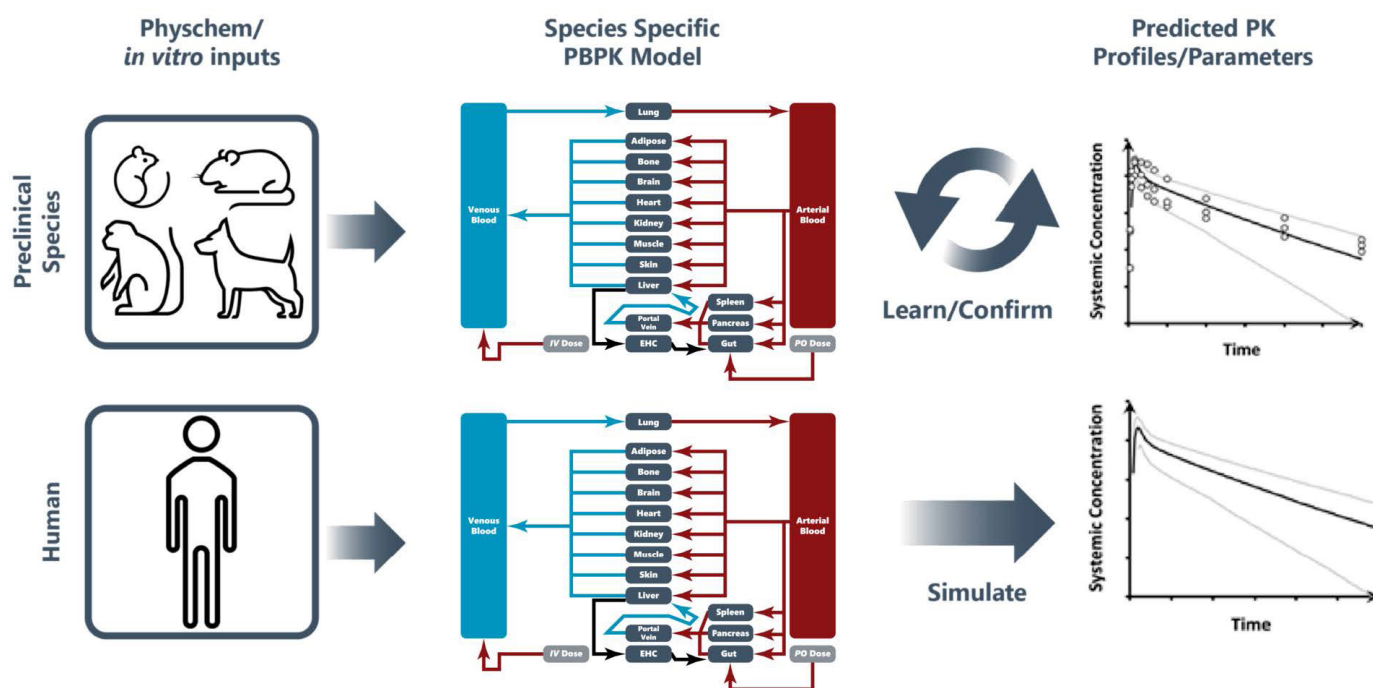 Physchem/
in vitro inputs
Species Specific
PBPK Model
Predicted PK
Profiles/Parameters
Preclinical
Species
Venous
Blood
Lung
Adipose
Bone
Brain
Heart
Kidney
Muscle
Skin
Liver
Spleen
Portal
Vein
Pancreas
IV Dose
EHC
Gut
PO Dose
Arterial
Blood
Learn/Confirm
Systemic Concentration
Time
Human
Venous
Blood
Lung
Adipose
Bone
Brain
Heart
Kidney
Muscle
Skin
Liver
Spleen
Portal
Vein
Pancreas
IV Dose
EHC
Gut
PO Dose
Arterial
Blood
Simulate
Systemic Concentration
Time